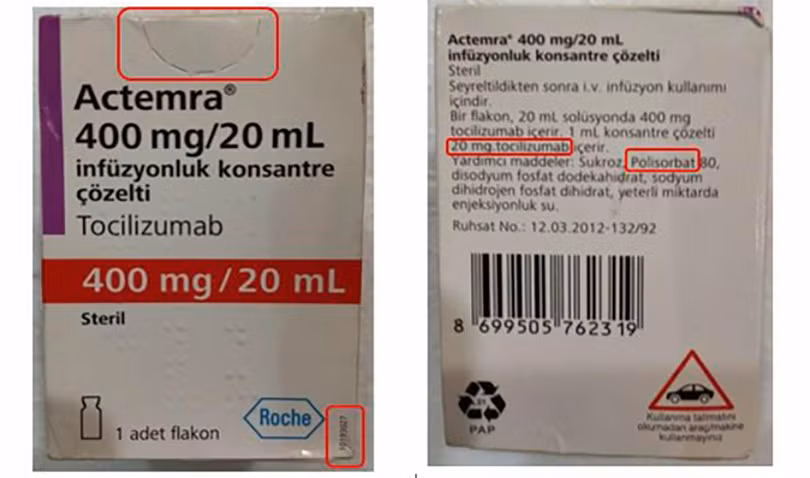 Actemra®
400 mg/20 mL
infüzyonluk konsantre
çözelti
Tocilizumab
400 mg/20 mL
Steril
1 adet flakon
Roche
Actemra® 400 mg/20 mL
infüzyonluk konsantre çözelti
Steril
Seyreltildikten sonra i.v. infüzyon kullanımı
içindir.
Bir flakon, 20 mL solüsyonda 400 mg
tocilizumab içerir. 1 mL konsantre çözelti
20 mg tocilizumab içerir.
Yardımcı maddeler: Sukroz, Polisorbat 80,
disodyum fosfat dodekahidrat, sodyum
dihidrojen fosfat dihidrat, yeterli miktarda
enjeksiyonluk su.
Ruhsat No.: 12.03.2012-132/92
8 699505 762319
21
PAP
Kullanma talimatını
okumadan araç/makine
kullanmayınız